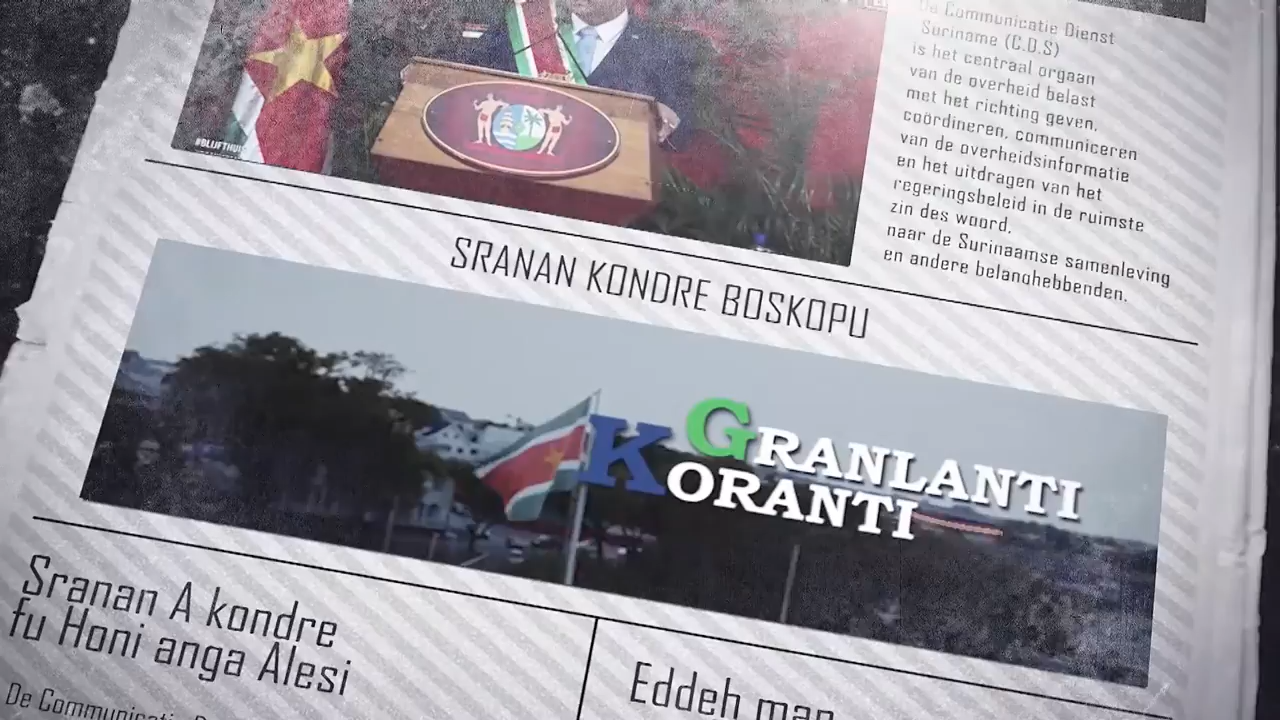 De Communicatie Dienst
Suriname (C.D.S)
is het centraal orgaan
van de overheid belast
met het richting geven,
coördineren, communiceren
van de overheidsinformatie
en het uitdragen van het
regeringsbeleid in de ruimste
zin des woord.
naar de Surinaamse samenleving
en andere belanghebbenden.
SRANAN KONDRE BOSKOPU
GRANLANTI
KORANTI
Sranan A kondre
fu Honi anga Alesi
Eddeh man
De